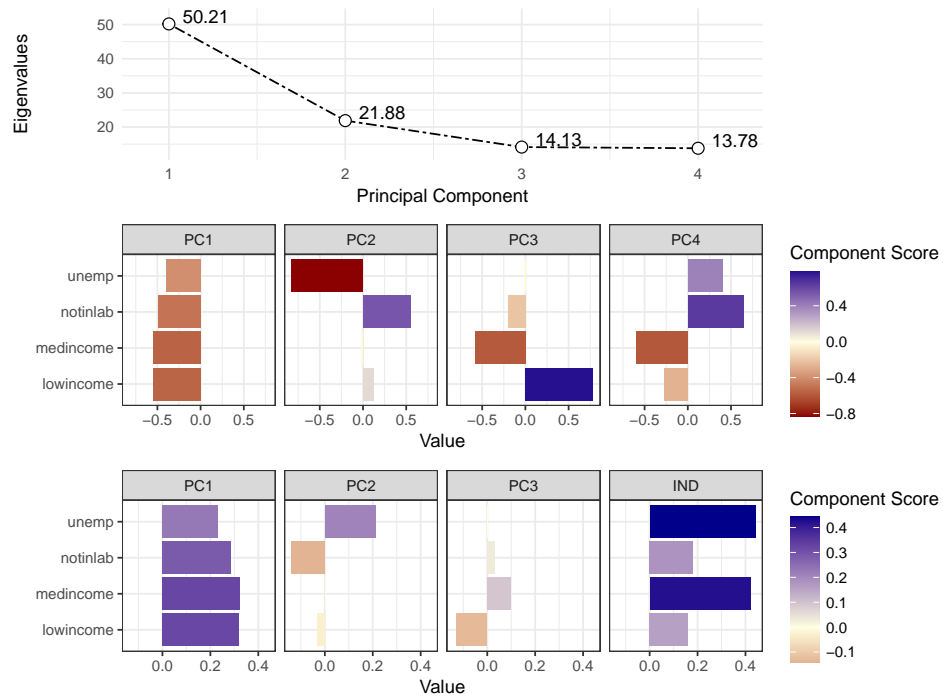 Eigenvalues
50
40
30
20
50.21
21.88
14.13
13.78
1 2 3 4
Principal Component
PC1 PC2 PC3 PC4
unemp
notinlab
medincome
lowincome
−0.5 0.0 0.5 −0.5 0.0 0.5 −0.5 0.0 0.5 −0.5 0.0 0.5
Value
Component Score
0.4
0.0
−0.4
−0.8
PC1 PC2 PC3 IND
unemp
notinlab
medincome
lowincome
0.0 0.2 0.4 0.0 0.2 0.4 0.0 0.2 0.4 0.0 0.2 0.4
Value
Component Score
0.4
0.3
0.2
0.1
0.0
−0.1